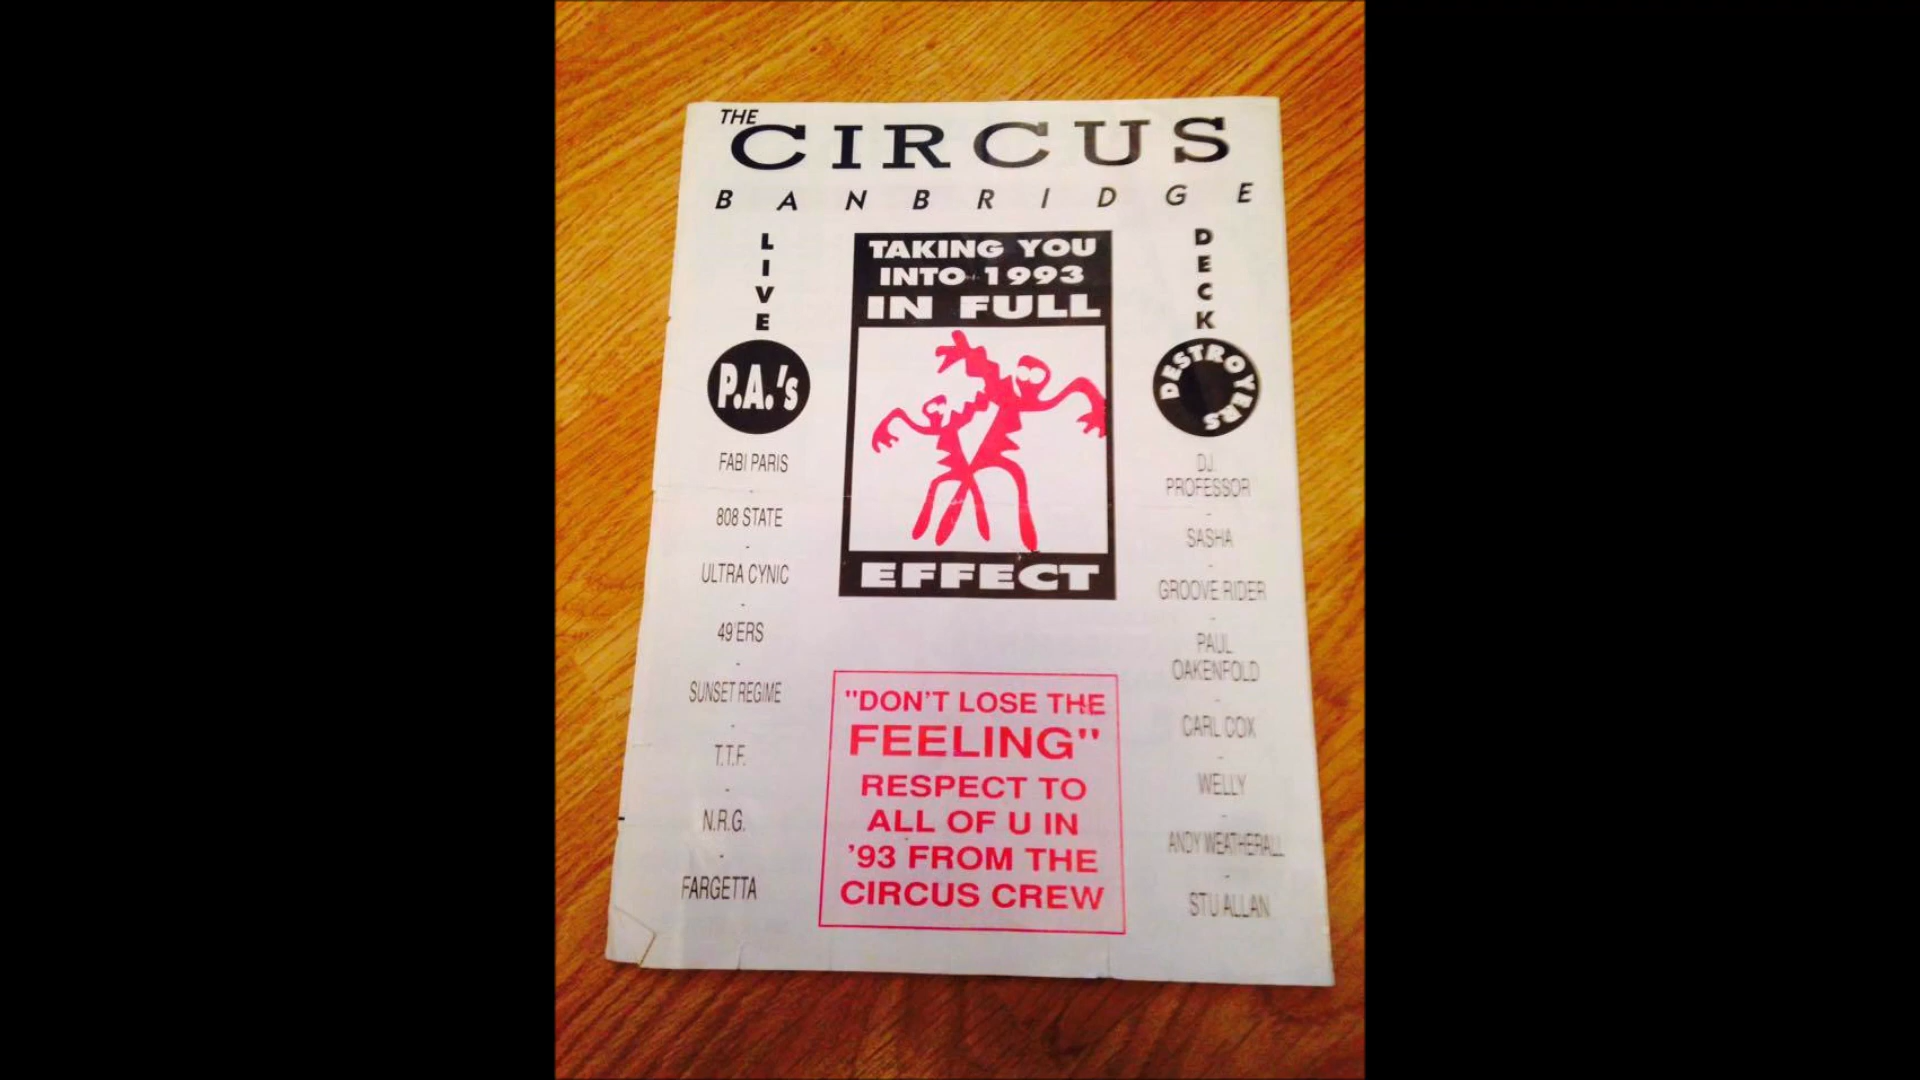 THE
CIRCUS
BANBRIDGE
LIVE
P.A.'s
FABI PARIS
-
808 STATE
-
ULTRA CYNIC
-
49'ERS
-
SUNSET REGIME
-
T.T.F.
-
N.R.G.
-
FARGETTA
TAKING YOU
INTO 1993
IN FULL
EFFECT
"DON'T LOSE THE
FEELING"
RESPECT TO
ALL OF U IN
'93 FROM THE
CIRCUS CREW
DECK
DESTROYERS
DJ.
PROFESSOR
-
SASHA
-
GROOVE RIDER
-
PAUL
OAKENFOLD
-
CARL COX
-
WELLY
-
ANDY WEATHERALL
-
STU ALLAN